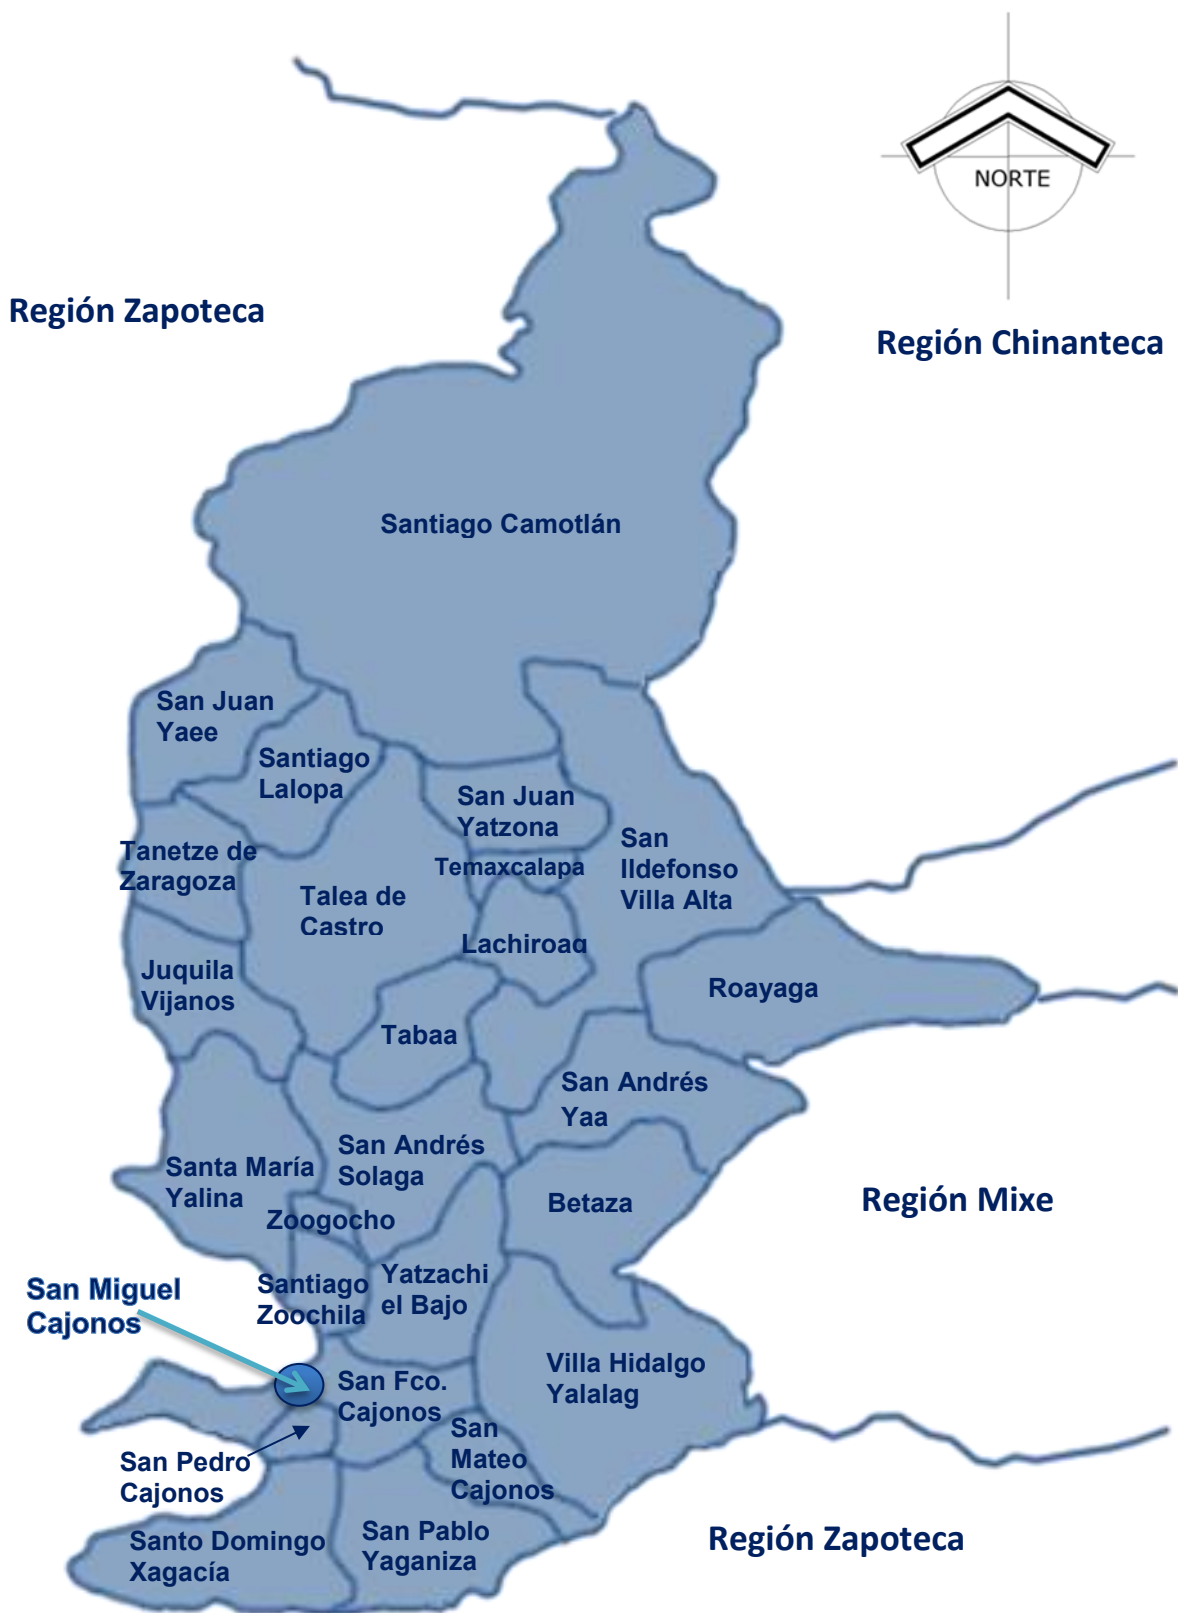 NORTE
Región Zapoteca
Región Chinanteca
Santiago Camotlán
San Juan
Yaee
Santiago
Lalopa
San Juan
Yatzona
San
Ildefonso
Villa Alta
Tanetze de
Zaragoza
Temaxcalapa
Talea de
Castro
Lachiroag
Juquila
Vijanos
Roayaga
Tabaa
San Andrés
Yaa
San Andrés
Solaga
Santa María
Yalina
Betaza
Región Mixe
Zoogocho
Santiago
Zoochila
Yatzachi
el Bajo
San Miguel
Cajonos
Villa Hidalgo
Yalalag
San Fco.
Cajonos
San
Mateo
Cajonos
San Pedro
Cajonos
Santo Domingo
Xagacía
San Pablo
Yaganiza
Región Zapoteca